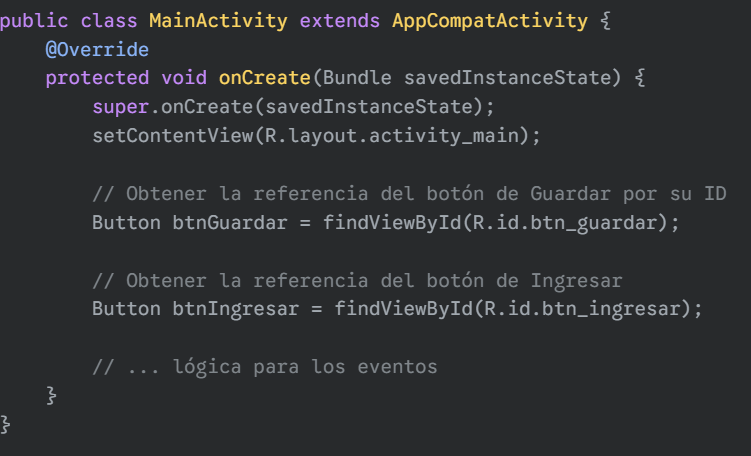 public class MainActivity extends AppCompatActivity {
    @Override
    protected void onCreate(Bundle savedInstanceState) {
        super.onCreate(savedInstanceState);
        setContentView(R.layout.activity_main);

        // Obtener la referencia del botón de Guardar por su ID
        Button btnGuardar = findViewById(R.id.btn_guardar);

        // Obtener la referencia del botón de Ingresar
        Button btnIngresar = findViewById(R.id.btn_ingresar);

        // ... lógica para los eventos
    }
}